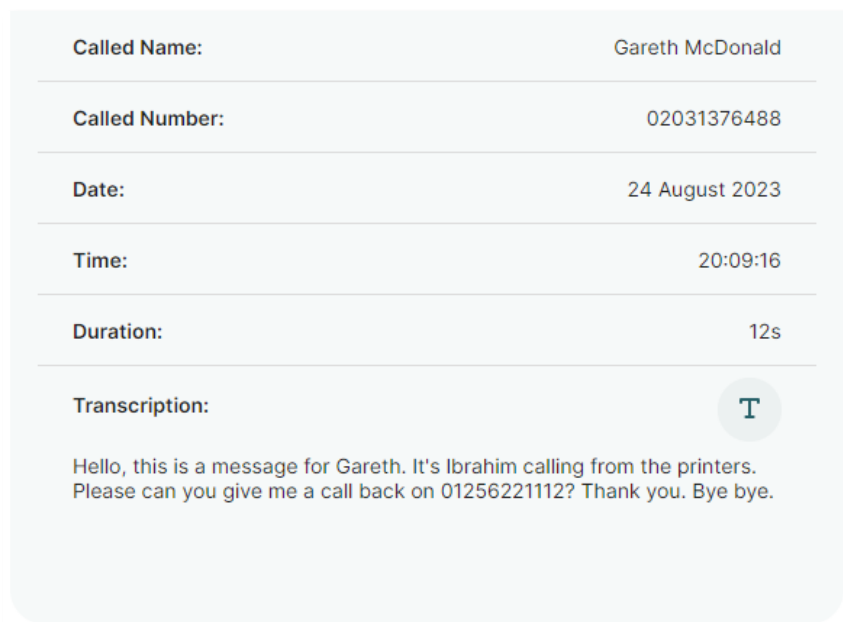 Called Name: Gareth McDonald
Called Number: 02031376488
Date: 24 August 2023
Time: 20:09:16
Duration: 12s
Transcription: T
Hello, this is a message for Gareth. It's Ibrahim calling from the printers.
Please can you give me a call back on 01256221112? Thank you. Bye bye.